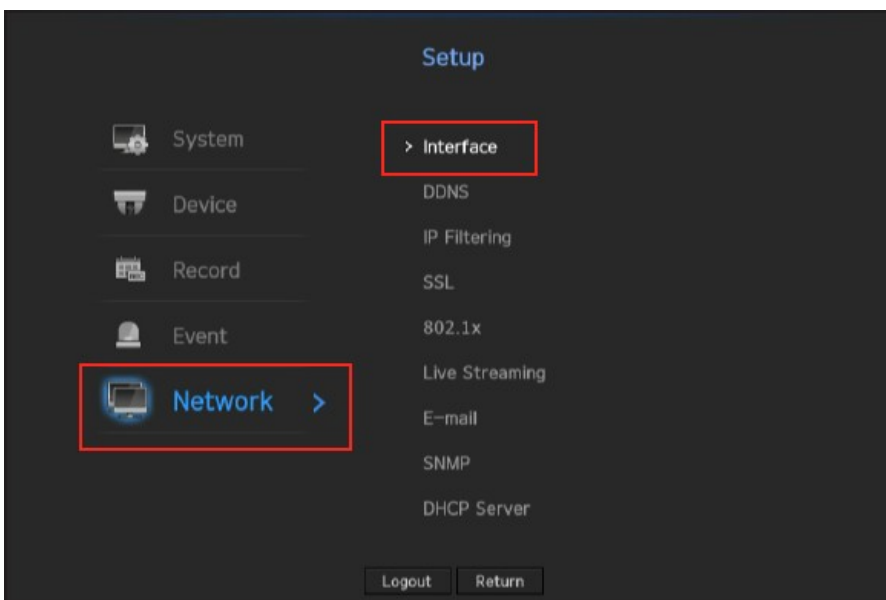 Setup
System
Device
Record
Event
Network >
> Interface
DDNS
IP Filtering
SSL
802.1x
Live Streaming
E-mail
SNMP
DHCP Server
Logout Return